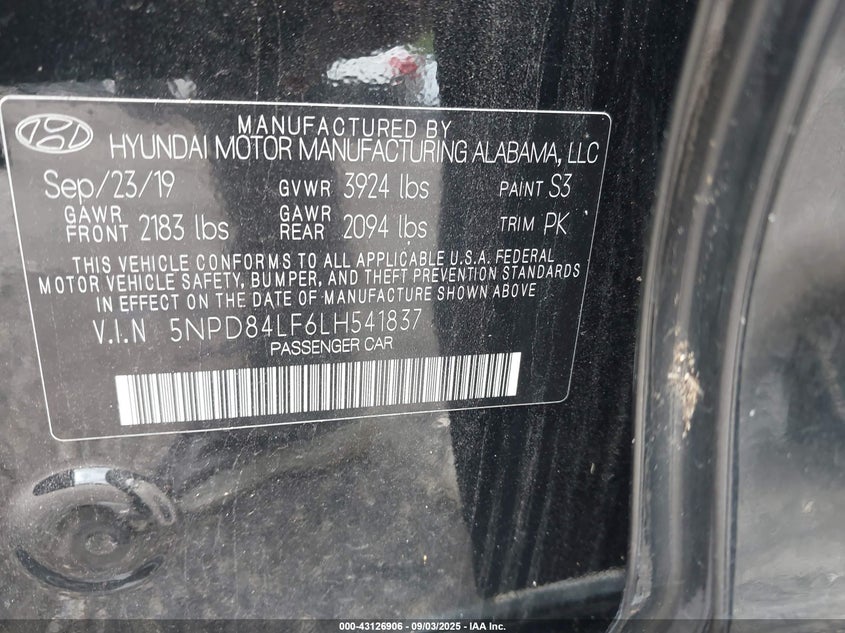 MANUFACTURED BY
HYUNDAI MOTOR MANUFACTURING ALABAMA, LLC
Sep/23/19 GVWR 3924 lbs PAINT S3
GAWR FRONT 2183 lbs GAWR REAR 2094 lbs TRIM PK
THIS VEHICLE CONFORMS TO ALL APPLICABLE U.S.A. FEDERAL
MOTOR VEHICLE SAFETY, BUMPER, AND THEFT PREVENTION STANDARDS
IN EFFECT ON THE DATE OF MANUFACTURE SHOWN ABOVE
V.I.N 5NPD84LF6LH541837
PASSENGER CAR
000-43126906 - 09/03/2025 - IAA Inc.